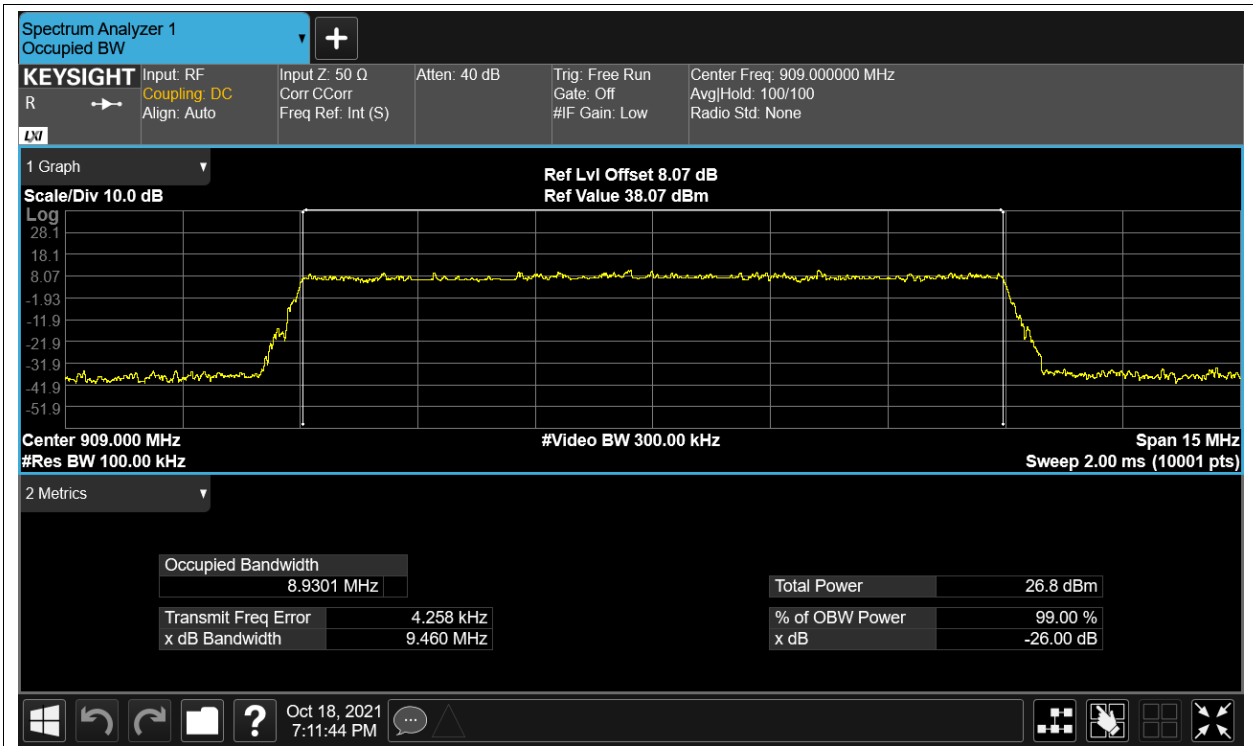 Spectrum Analyzer 1
Occupied BW
+
KEYSIGHT
R
LXI
Input: RF
Coupling: DC
Align: Auto
Input Z: 50 Ω
Corr CCorr
Freq Ref: Int (S)
Atten: 40 dB
Trig: Free Run
Gate: Off
#IF Gain: Low
Center Freq: 909.000000 MHz
Avg|Hold: 100/100
Radio Std: None
1 Graph
Scale/Div 10.0 dB
Ref Lvl Offset 8.07 dB
Ref Value 38.07 dBm
Log
28.1
18.1
8.07
-1.93
-11.9
-21.9
-31.9
-41.9
-51.9
Center 909.000 MHz
#Video BW 300.00 kHz
Span 15 MHz
#Res BW 100.00 kHz
Sweep 2.00 ms (10001 pts)
2 Metrics
Occupied Bandwidth
8.9301 MHz
Total Power 26.8 dBm
Transmit Freq Error 4.258 kHz
% of OBW Power 99.00 %
x dB Bandwidth 9.460 MHz
x dB -26.00 dB
?
Oct 18, 2021
7:11:44 PM